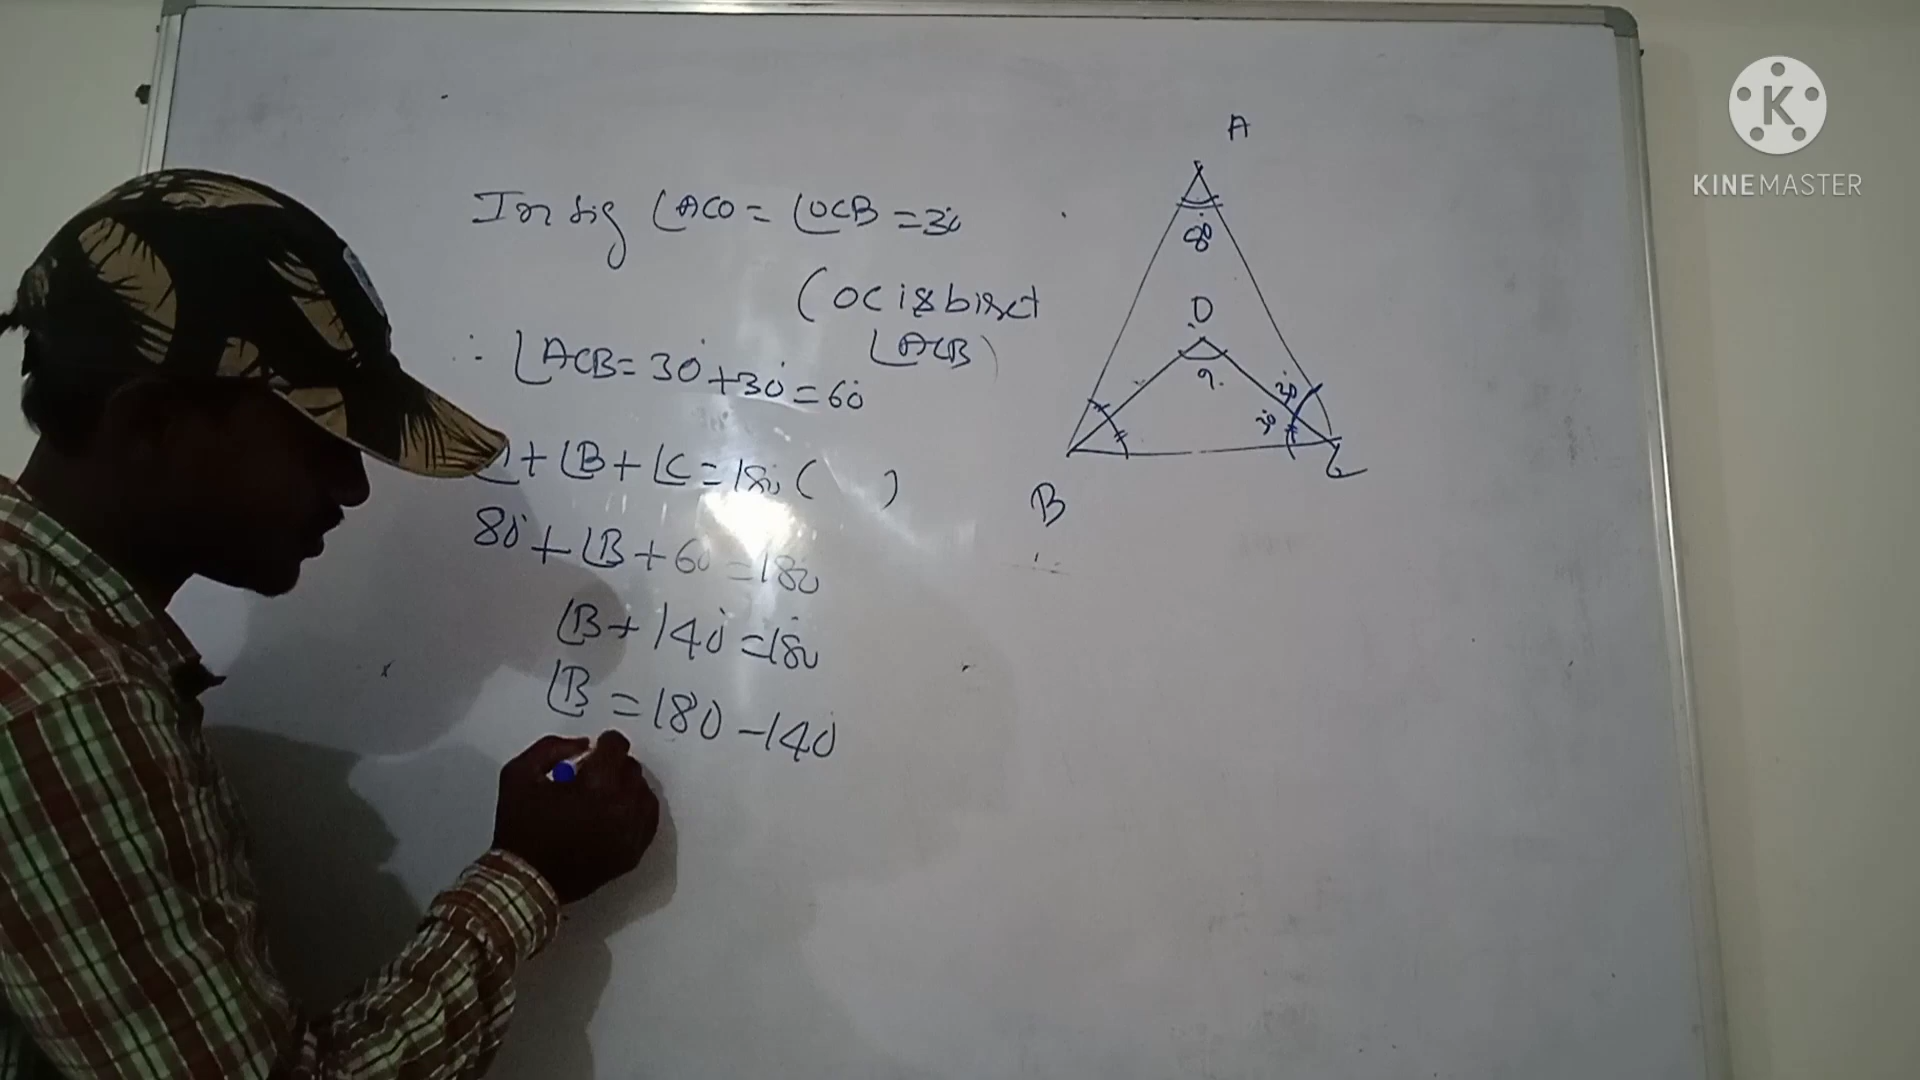 In fig ∠ACO = ∠OCB = 30°
(OC is bisect
∠ACB)
∴ ∠ACB = 30° + 30° = 60°
+ ∠B + ∠C = 180 ( )
80° + ∠B + 60 = 180
∠B + 140° = 180
∠B = 180 - 140
A
80°
O
?
30
30
B
C
K
KINEMASTER